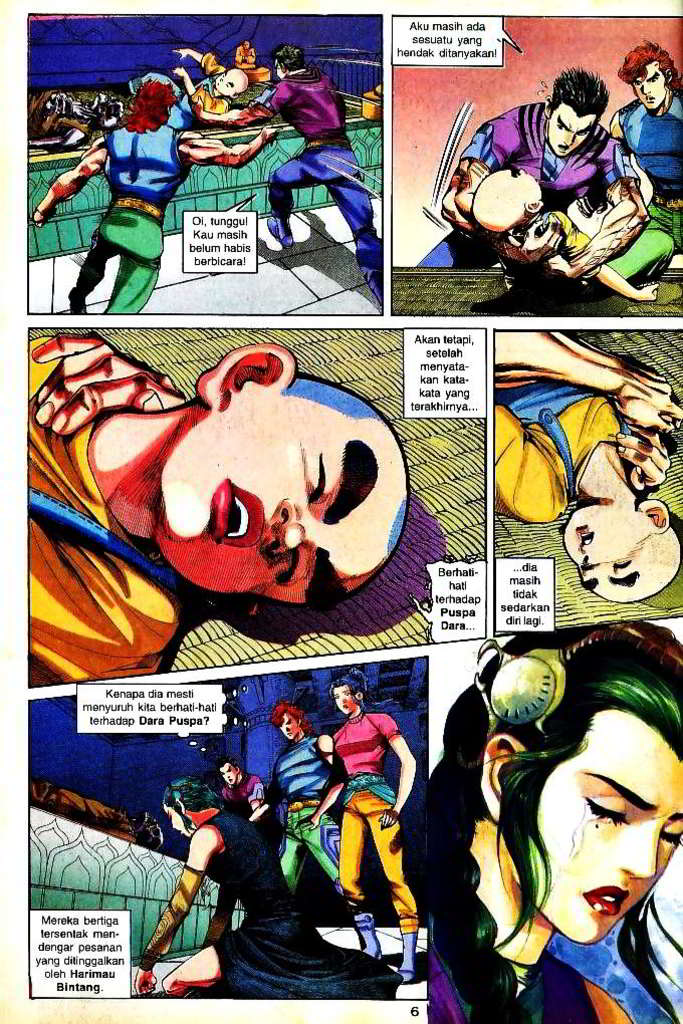 Oi, tunggu!
Kau masih
belum habis
berbicara!
Aku masih ada
sesuatu yang
hendak ditanyakan!
Akan tetapi,
setelah
menyata-
kan kata-
kata yang
terakhirnya...
Berhati-
hati
terhadap
Puspa
Dara...
...dia
masih
tidak
sedarkan
diri lagi.
Kenapa dia mesti
menyuruh kita berhati-hati
terhadap Dara Puspa?
Mereka bertiga
tersentak men-
dengar pesanan
yang ditinggalkan
oleh Harimau
Bintang.
6